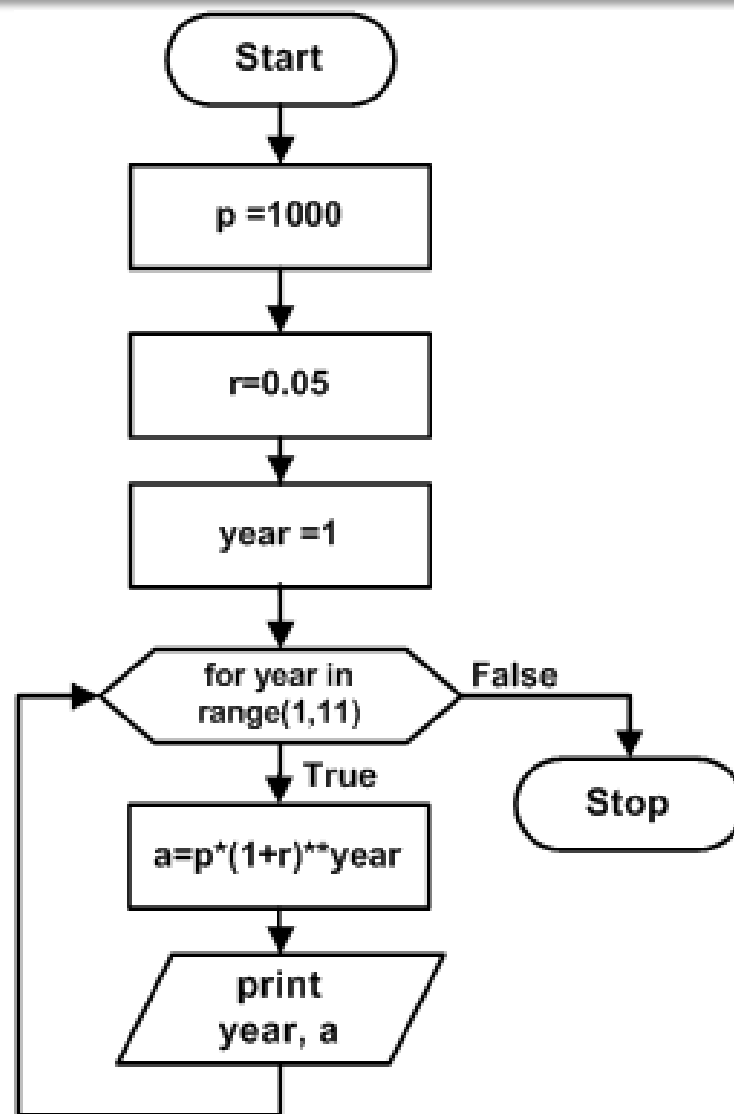 Start
p =1000
r=0.05
year =1
for year in
range(1,11)
False
True
Stop
a=p*(1+r)**year
print
year, a